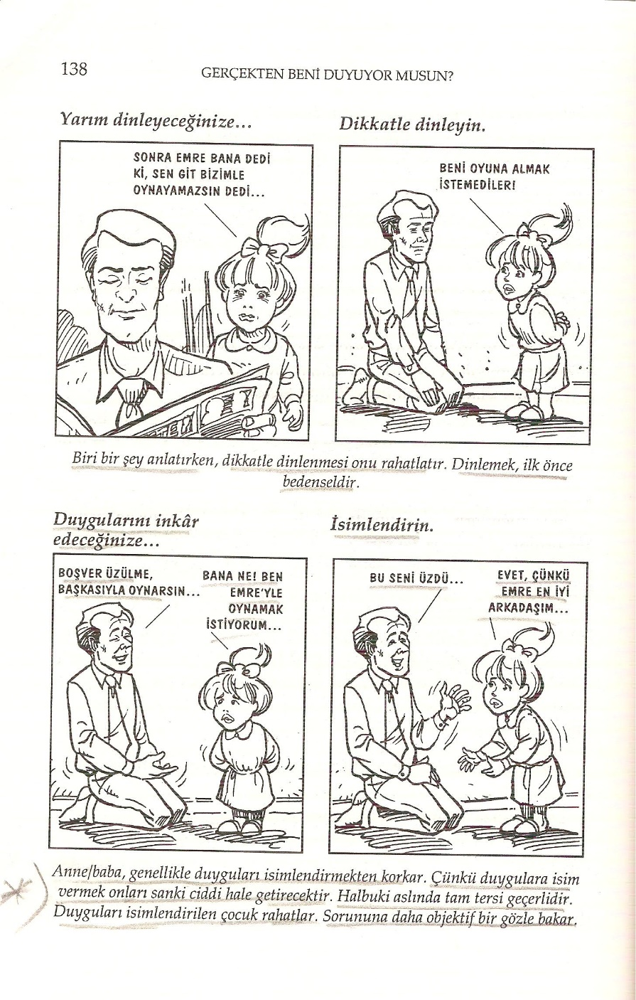 138
GERÇEKTEN BENİ DUYUYOR MUSUN?
Yarım dinleyeceğinize...
SONRA EMRE BANA DEDİ
Kİ, SEN GİT BİZİMLE
OYNAYAMAZSIN DEDİ...
Dikkatle dinleyin.
BENİ OYUNA ALMAK
İSTEMEDİLER!
Biri bir şey anlatırken, dikkatle dinlenmesi onu rahatlatır. Dinlemek, ilk önce
bedenseldir.
Duygularını inkâr
edeceğinize...
BOŞVER ÜZÜLME,
BAŞKASIYLA OYNARSIN...
BANA NE! BEN
EMRE'YLE
OYNAMAK
İSTİYORUM...
İsimlendirin.
BU SENİ ÜZDÜ...
EVET, ÇÜNKÜ
EMRE EN İYİ
ARKADAŞIM...
Anne/baba, genellikle duyguları isimlendirmekten korkar. Çünkü duygulara isim
vermek onları sanki ciddi hale getirecektir. Halbuki aslında tam tersi geçerlidir.
Duyguları isimlendirilen çocuk rahatlar. Sorununa daha objektif bir gözle bakar.